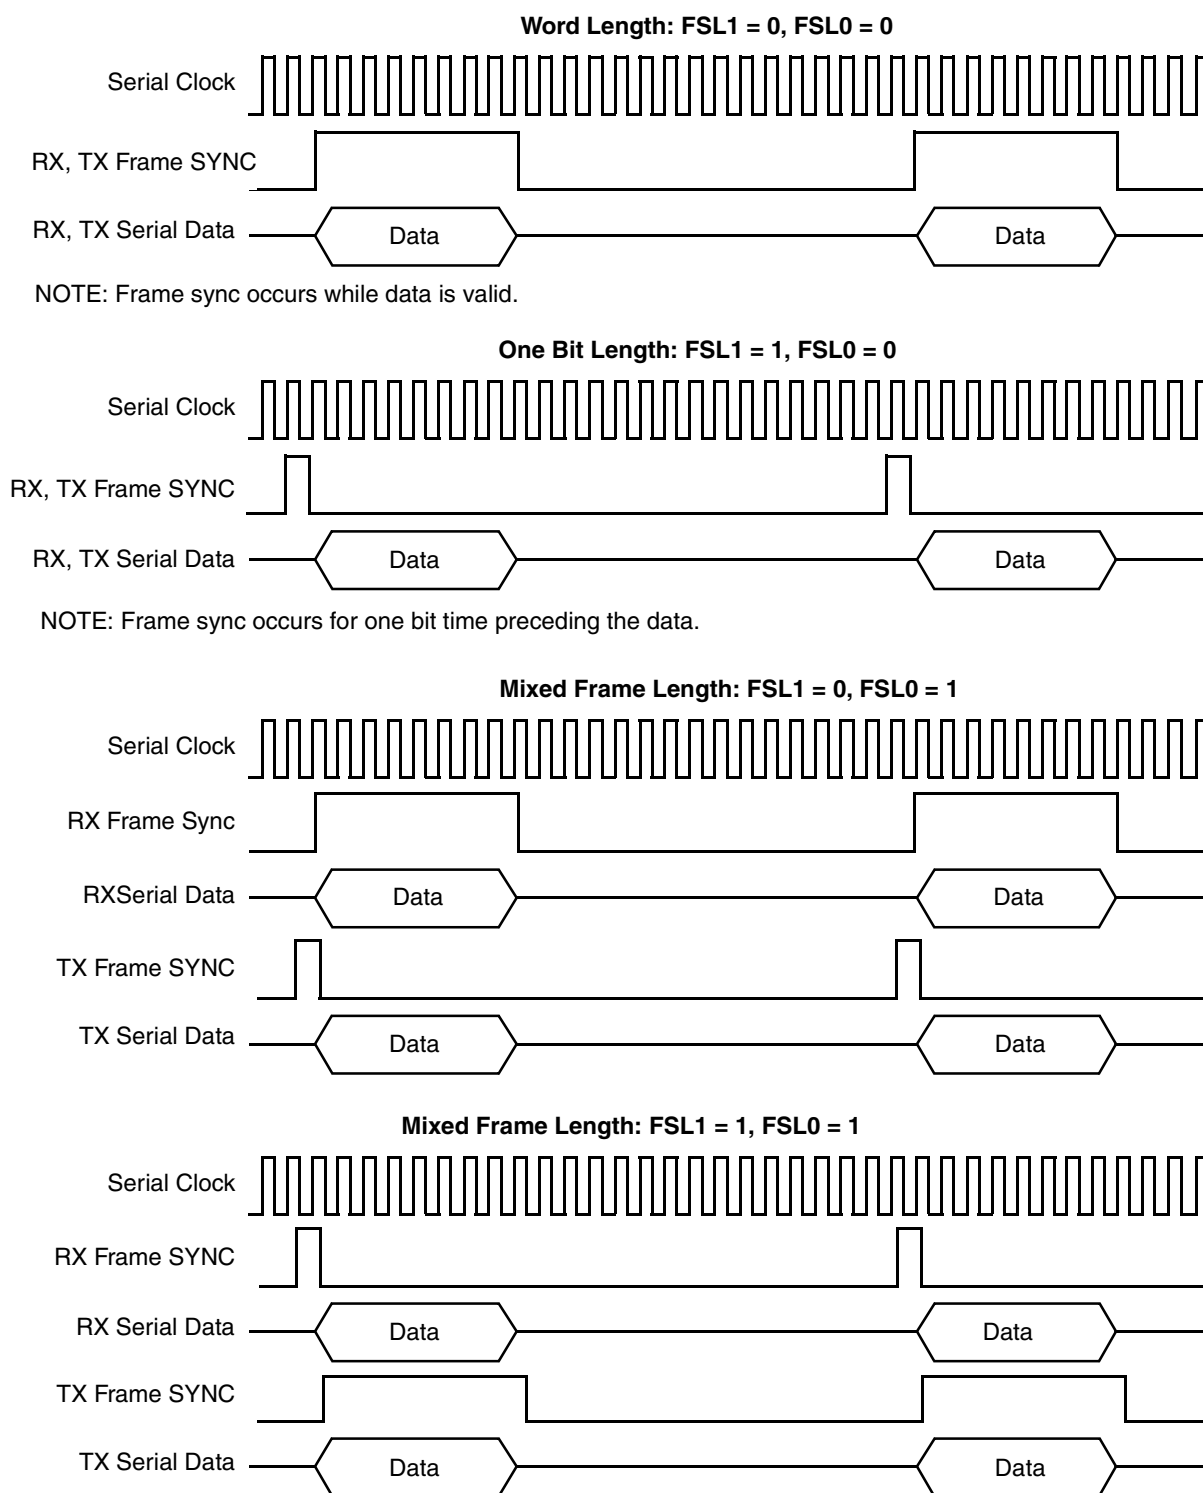 Word Length: FSL1 = 0, FSL0 = 0
Serial Clock
RX, TX Frame SYNC
RX, TX Serial Data
Data
Data
NOTE: Frame sync occurs while data is valid.
One Bit Length: FSL1 = 1, FSL0 = 0
Serial Clock
RX, TX Frame SYNC
RX, TX Serial Data
Data
Data
NOTE: Frame sync occurs for one bit time preceding the data.
Mixed Frame Length: FSL1 = 0, FSL0 = 1
Serial Clock
RX Frame Sync
RXSerial Data
Data
Data
TX Frame SYNC
TX Serial Data
Data
Data
Mixed Frame Length: FSL1 = 1, FSL0 = 1
Serial Clock
RX Frame SYNC
RX Serial Data
Data
Data
TX Frame SYNC
TX Serial Data
Data
Data